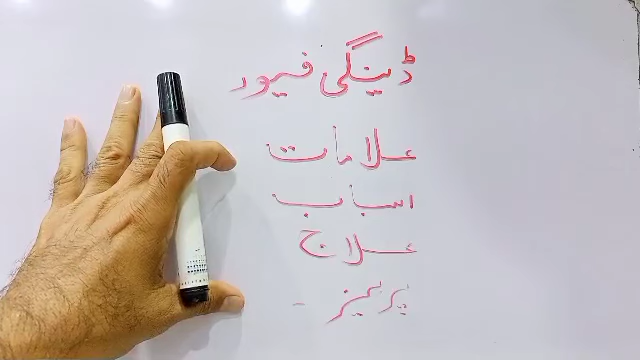 ڈینگی فیور
علامات
اسباب
علاج
پرہیز -